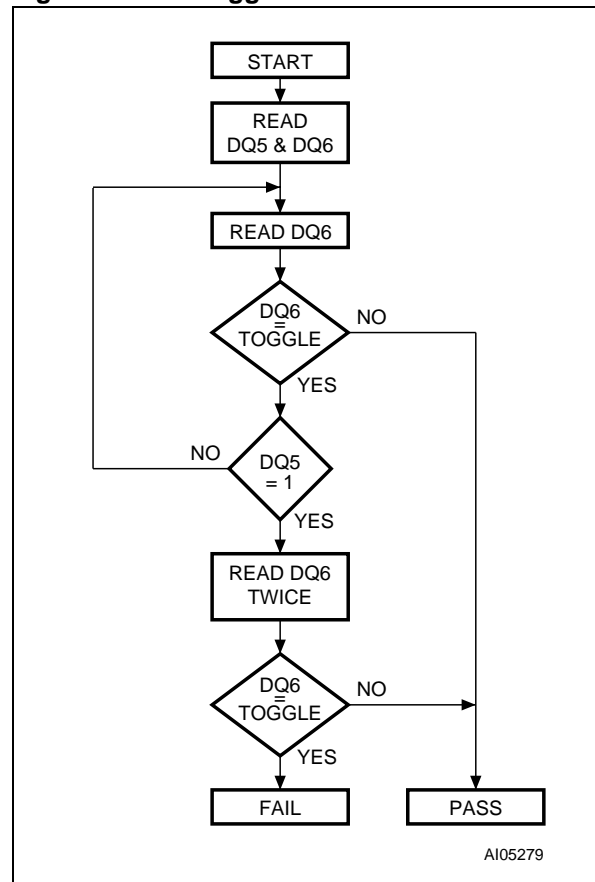 START
READ
DQ5 & DQ6
READ DQ6
DQ6
=
TOGGLE
NO
YES
NO
DQ5
= 1
YES
READ DQ6
TWICE
DQ6
=
TOGGLE
NO
YES
FAIL
PASS
AI05279